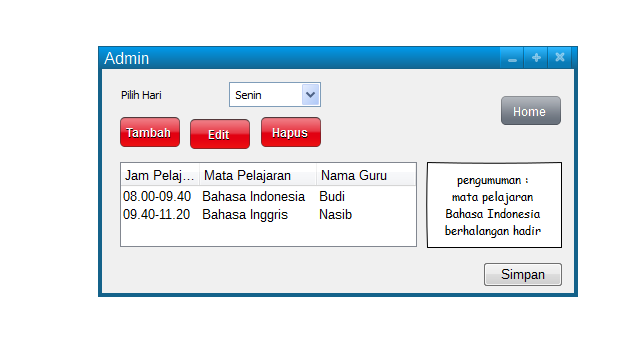 Admin
Pilih Hari
Senin
Home
Tambah
Edit
Hapus
Jam Pelaj... Mata Pelajaran Nama Guru
08.00-09.40 Bahasa Indonesia Budi
09.40-11.20 Bahasa Inggris Nasib
pengumuman :
mata pelajaran
Bahasa Indonesia
berhalangan hadir
Simpan